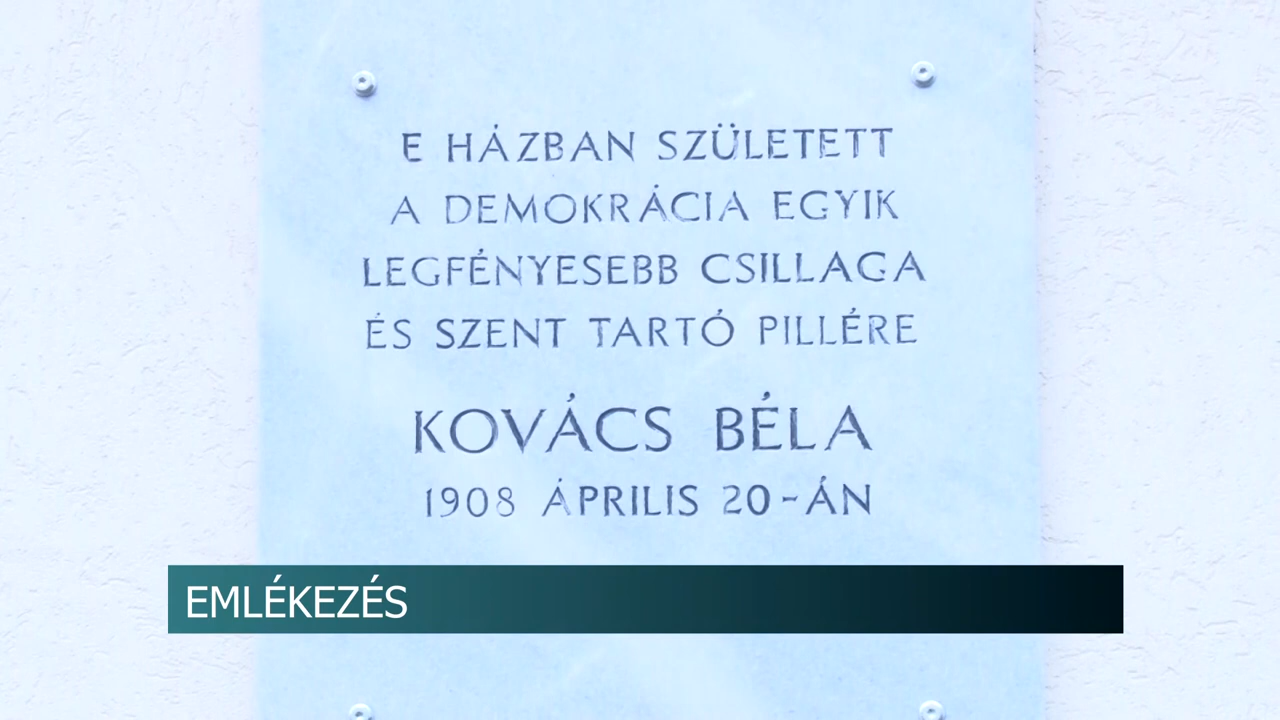 E HÁZBAN SZÜLETETT
A DEMOKRÁCIA EGYIK
LEGFÉNYESEBB CSILLAGA
ÉS SZENT TARTÓ PILLÉRE
KOVÁCS BÉLA
1908 ÁPRILIS 20-ÁN
EMLÉKEZÉS